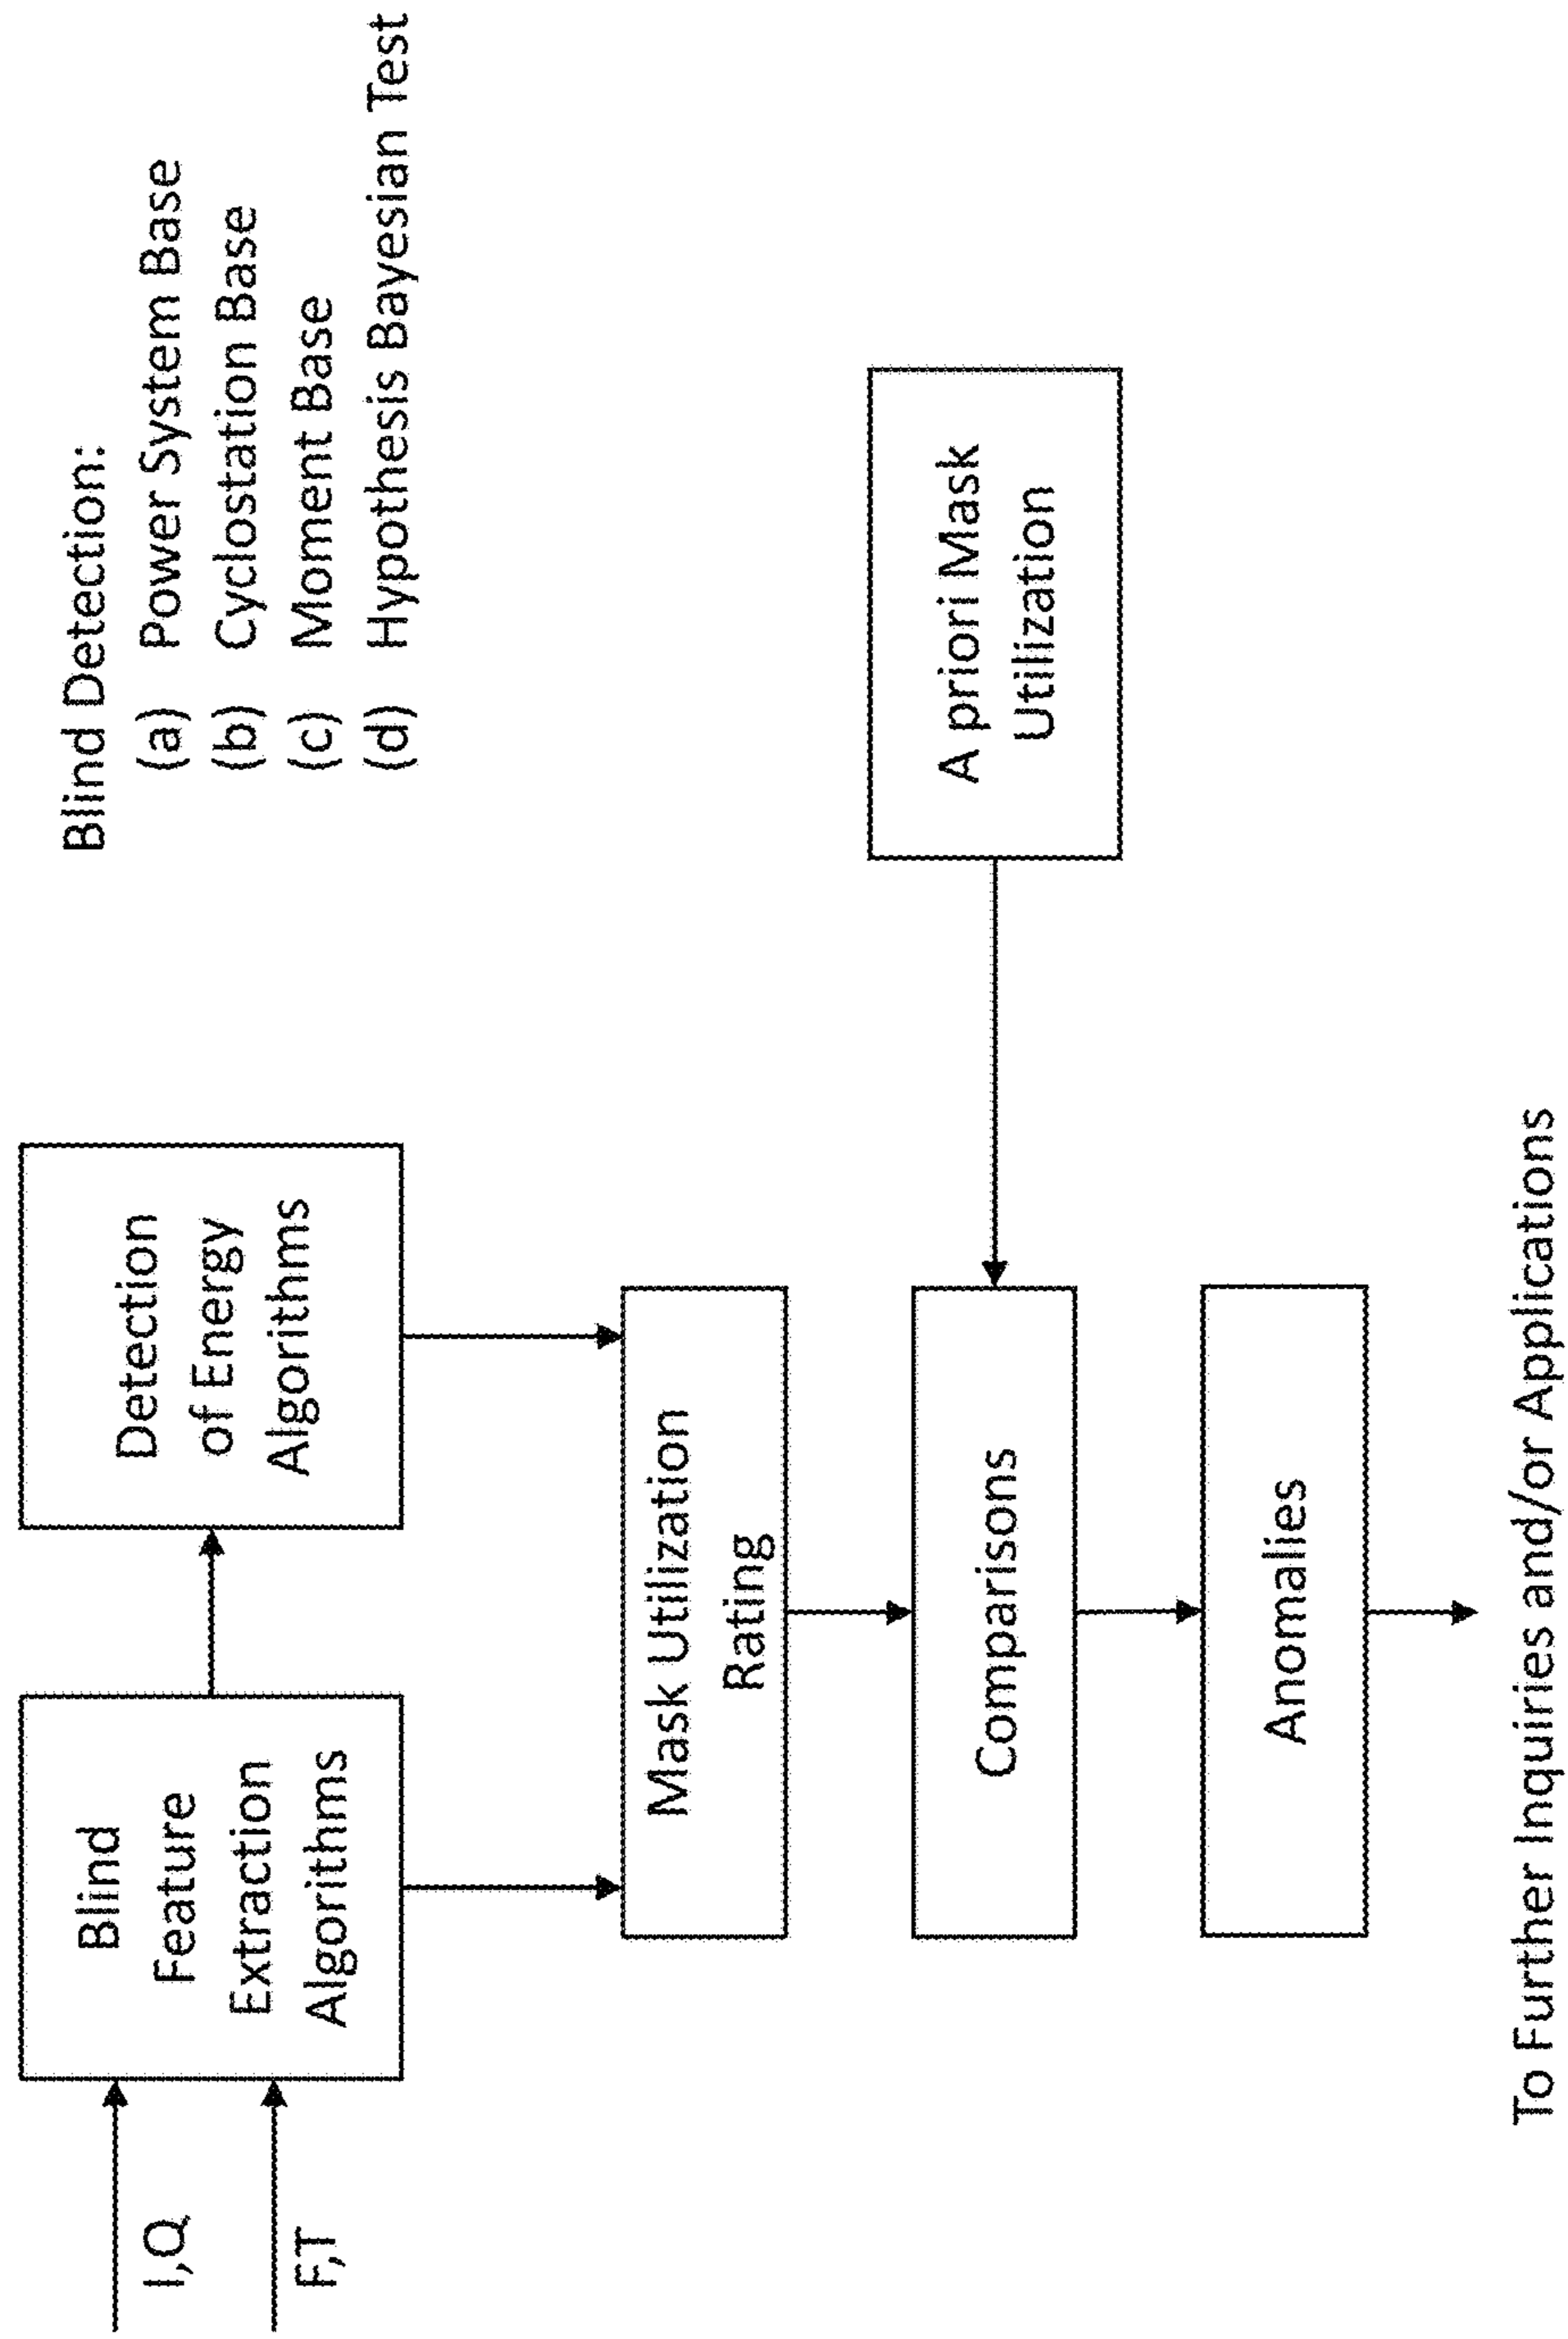 I,Q
F,T
Blind
Feature
Extraction
Algorithms
Detection
of Energy
Algorithms
Blind Detection:
(a) Power System Base
(b) Cyclostation Base
(c) Moment Base
(d) Hypothesis Bayesian Test
Mask Utilization
Rating
Comparisons
A priori Mask
Utilization
Anomalies
To Further Inquiries and/or Applications